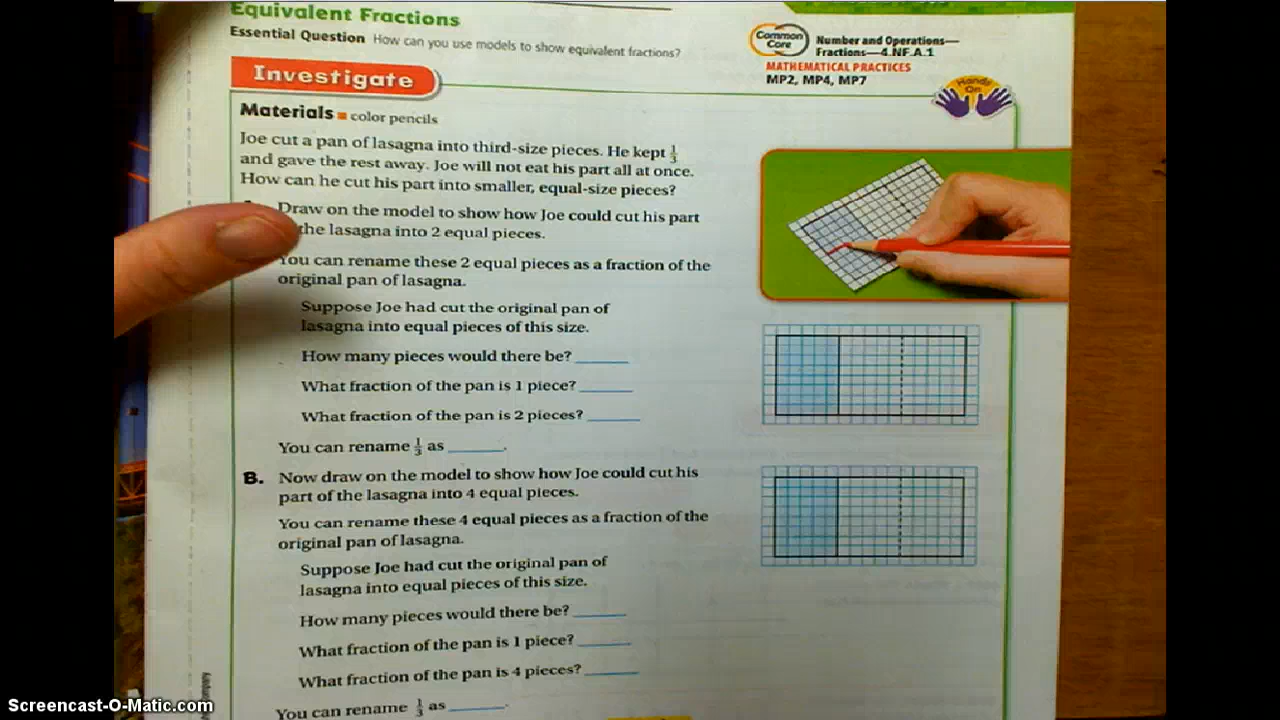 Equivalent Fractions
Essential Question How can you use models to show equivalent fractions?
Common Core
Number and Operations—
Fractions—4.NF.A.1
MATHEMATICAL PRACTICES
MP2, MP4, MP7
Investigate
Hands On
Materials ■ color pencils
Joe cut a pan of lasagna into third-size pieces. He kept 1/3
and gave the rest away. Joe will not eat his part all at once.
How can he cut his part into smaller, equal-size pieces?
Draw on the model to show how Joe could cut his part
the lasagna into 2 equal pieces.
You can rename these 2 equal pieces as a fraction of the
original pan of lasagna.
Suppose Joe had cut the original pan of
lasagna into equal pieces of this size.
How many pieces would there be? ______
What fraction of the pan is 1 piece? ______
What fraction of the pan is 2 pieces? ______
You can rename 1/3 as ______.
B. Now draw on the model to show how Joe could cut his
part of the lasagna into 4 equal pieces.
You can rename these 4 equal pieces as a fraction of the
original pan of lasagna.
Suppose Joe had cut the original pan of
lasagna into equal pieces of this size.
How many pieces would there be? ______
What fraction of the pan is 1 piece? ______
What fraction of the pan is 4 pieces? ______
You can rename 1/3 as ______.
Screencast-O-Matic.com